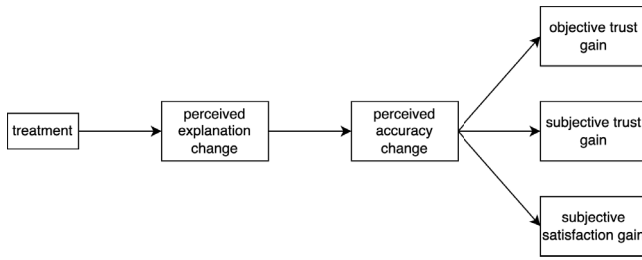 treatment
perceived
explanation
change
perceived
accuracy
change
objective trust
gain
subjective trust
gain
subjective
satisfaction gain